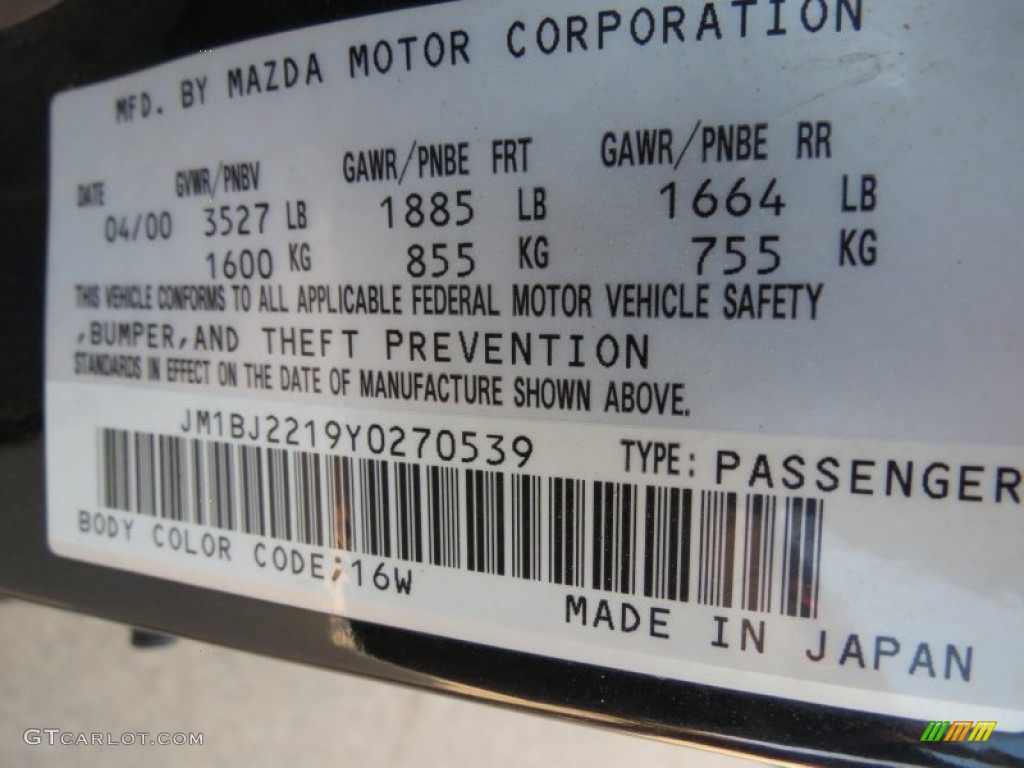 MFD. BY MAZDA MOTOR CORPORATION
DATE GVWR/PNBV GAWR/PNBE FRT GAWR/PNBE RR
04/00 3527 LB 1885 LB 1664 LB
1600 KG 855 KG 755 KG
THIS VEHICLE CONFORMS TO ALL APPLICABLE FEDERAL MOTOR VEHICLE SAFETY
,BUMPER,AND THEFT PREVENTION
STANDARDS IN EFFECT ON THE DATE OF MANUFACTURE SHOWN ABOVE.
JM1BJ2219Y0270539 TYPE: PASSENGER
BODY COLOR CODE;16W
MADE IN JAPAN
GTCARLOT.COM